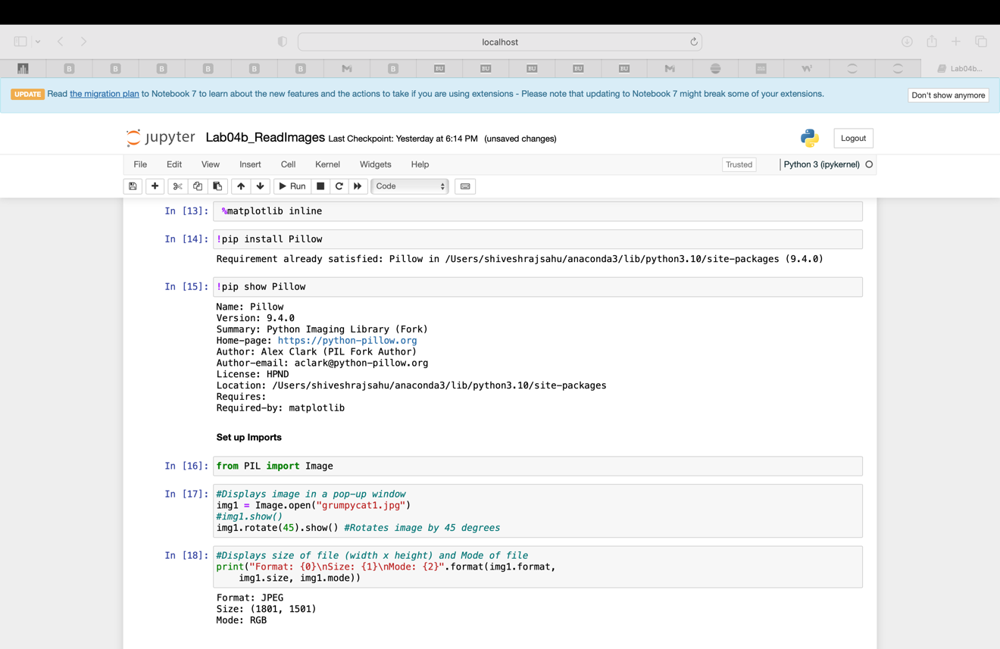 localhost
B
B
B
B
B
B
B
BU
BU
BU
BU
BU
Lab04b...
UPDATE Read the migration plan to Notebook 7 to learn about the new features and the actions to take if you are using extensions - Please note that updating to Notebook 7 might break some of your extensions.
Don't show anymore
jupyter Lab04b_ReadImages Last Checkpoint: Yesterday at 6:14 PM (unsaved changes)
Logout
File Edit View Insert Cell Kernel Widgets Help
Trusted
Python 3 (ipykernel)
Run
Code
In [13]: %matplotlib inline
In [14]: !pip install Pillow
Requirement already satisfied: Pillow in /Users/shiveshrajsahu/anaconda3/lib/python3.10/site-packages (9.4.0)
In [15]: !pip show Pillow
Name: Pillow
Version: 9.4.0
Summary: Python Imaging Library (Fork)
Home-page: https://python-pillow.org
Author: Alex Clark (PIL Fork Author)
Author-email: aclark@python-pillow.org
License: HPND
Location: /Users/shiveshrajsahu/anaconda3/lib/python3.10/site-packages
Requires:
Required-by: matplotlib
Set up Imports
In [16]: from PIL import Image
In [17]: #Displays image in a pop-up window
img1 = Image.open("grumpycat1.jpg")
#img1.show()
img1.rotate(45).show() #Rotates image by 45 degrees
In [18]: #Displays size of file (width x height) and Mode of file
print("Format: {0}\nSize: {1}\nMode: {2}".format(img1.format,
img1.size, img1.mode))
Format: JPEG
Size: (1801, 1501)
Mode: RGB